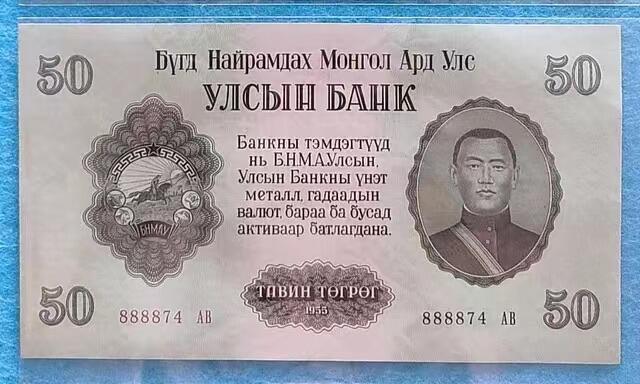 50 Бүгд Найрамдах Монгол Ард Улс 50
УЛСЫН БАНК
Банкны тэмдэгтүүд
нь Б.Н.М.А.Улсын,
Улсын Банкны үнэт
металл, гадаадын
валют, бараа ба бусад
активаар батлагдана.
БНМАУ
50 ТАВИН ТӨГРӨГ 50
888874 АВ 1955 888874 АВ